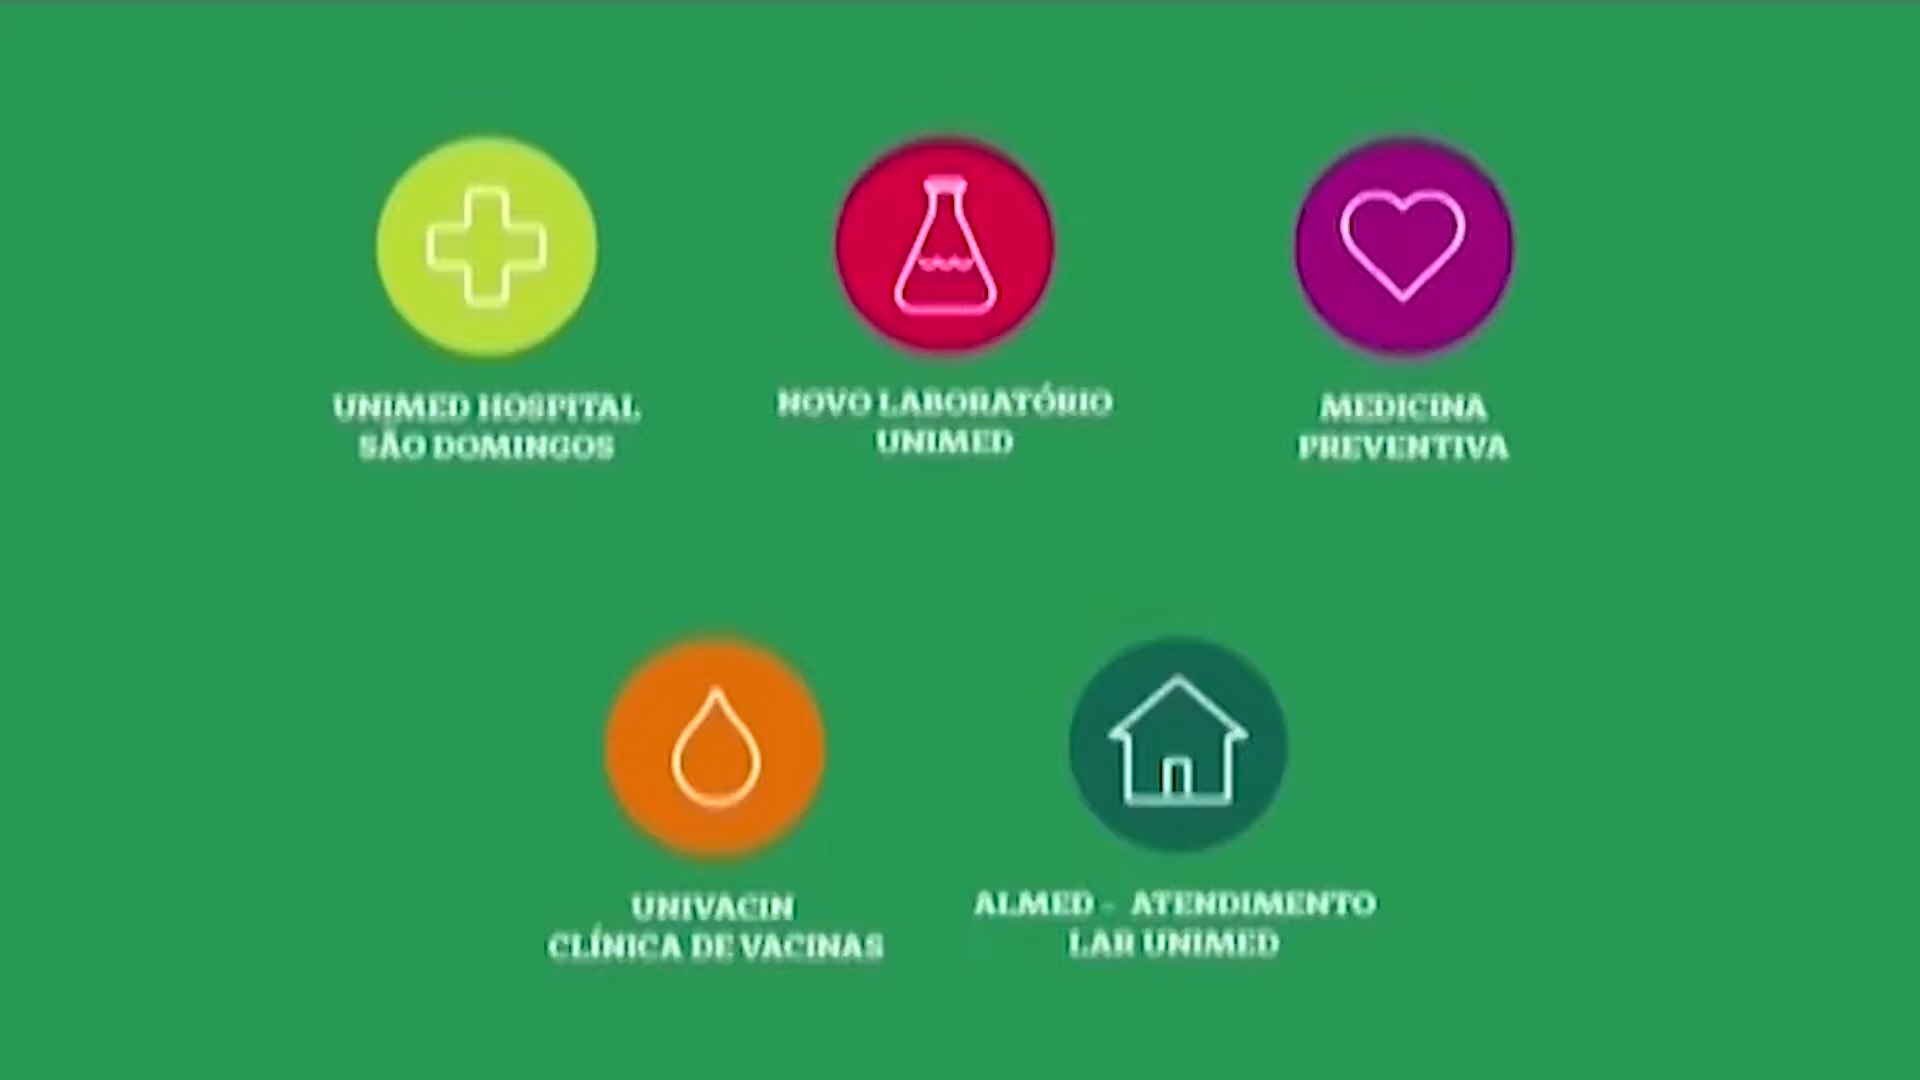 UNIMED HOSPITAL
SÃO DOMINGOS
NOVO LABORATÓRIO
UNIMED
MEDICINA
PREVENTIVA
UNIVACIN
CLÍNICA DE VACINAS
ALMED - ATENDIMENTO
LAR UNIMED